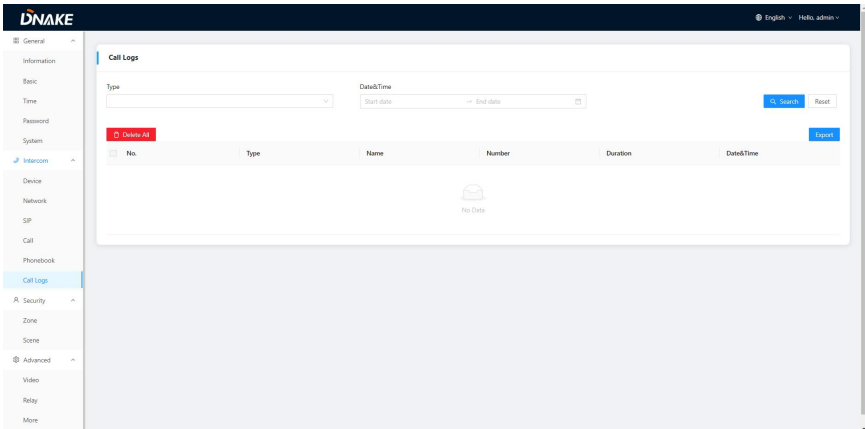 DNAKE
English
Hello, admin
General
Information
Basic
Time
Password
System
Intercom
Device
Network
SIP
Call
Phonebook
Call Logs
Security
Zone
Scene
Advanced
Video
Relay
More
Call Logs
Type
Date&Time
Start date
End date
Search
Reset
Delete All
Export
No.
Type
Name
Number
Duration
Date&Time
No Data